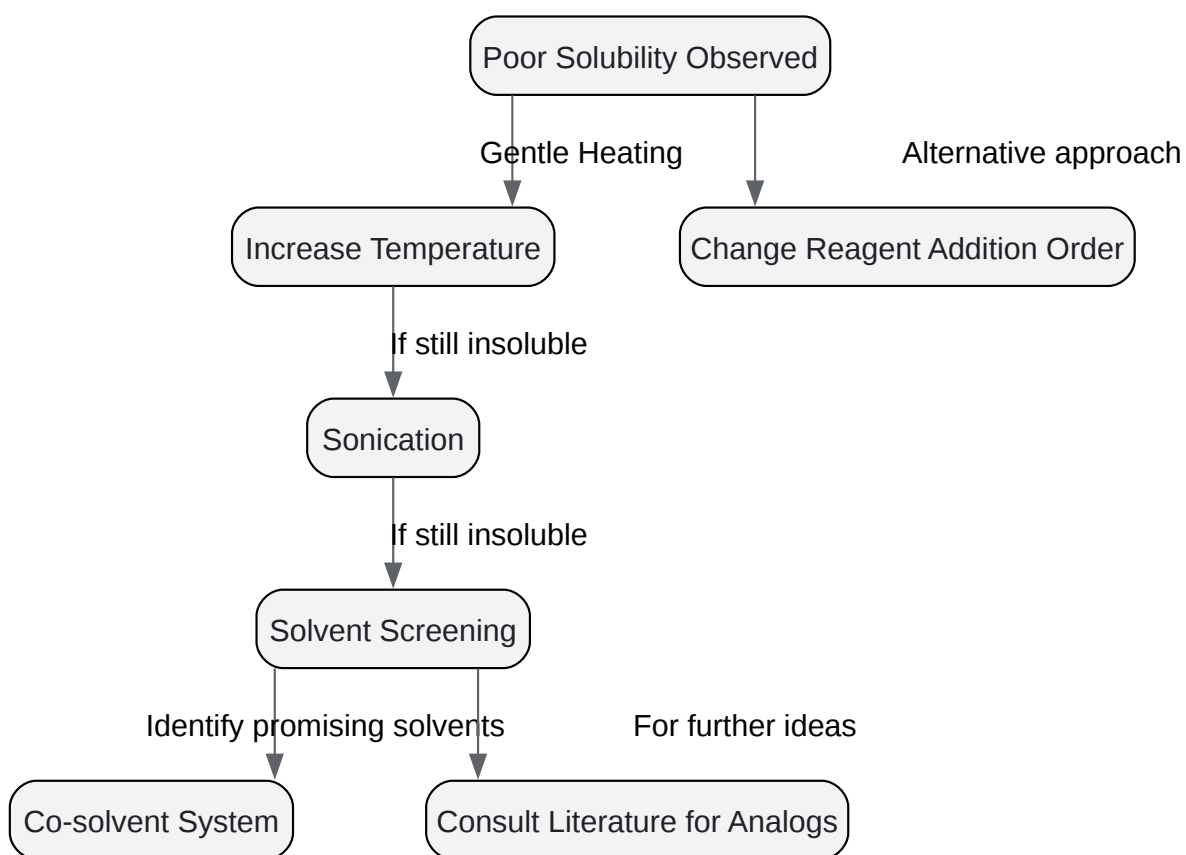 Poor Solubility Observed
Gentle Heating
Alternative approach
Increase Temperature
Change Reagent Addition Order
If still insoluble
Sonication
If still insoluble
Solvent Screening
Identify promising solvents
For further ideas
Co-solvent System
Consult Literature for Analogs